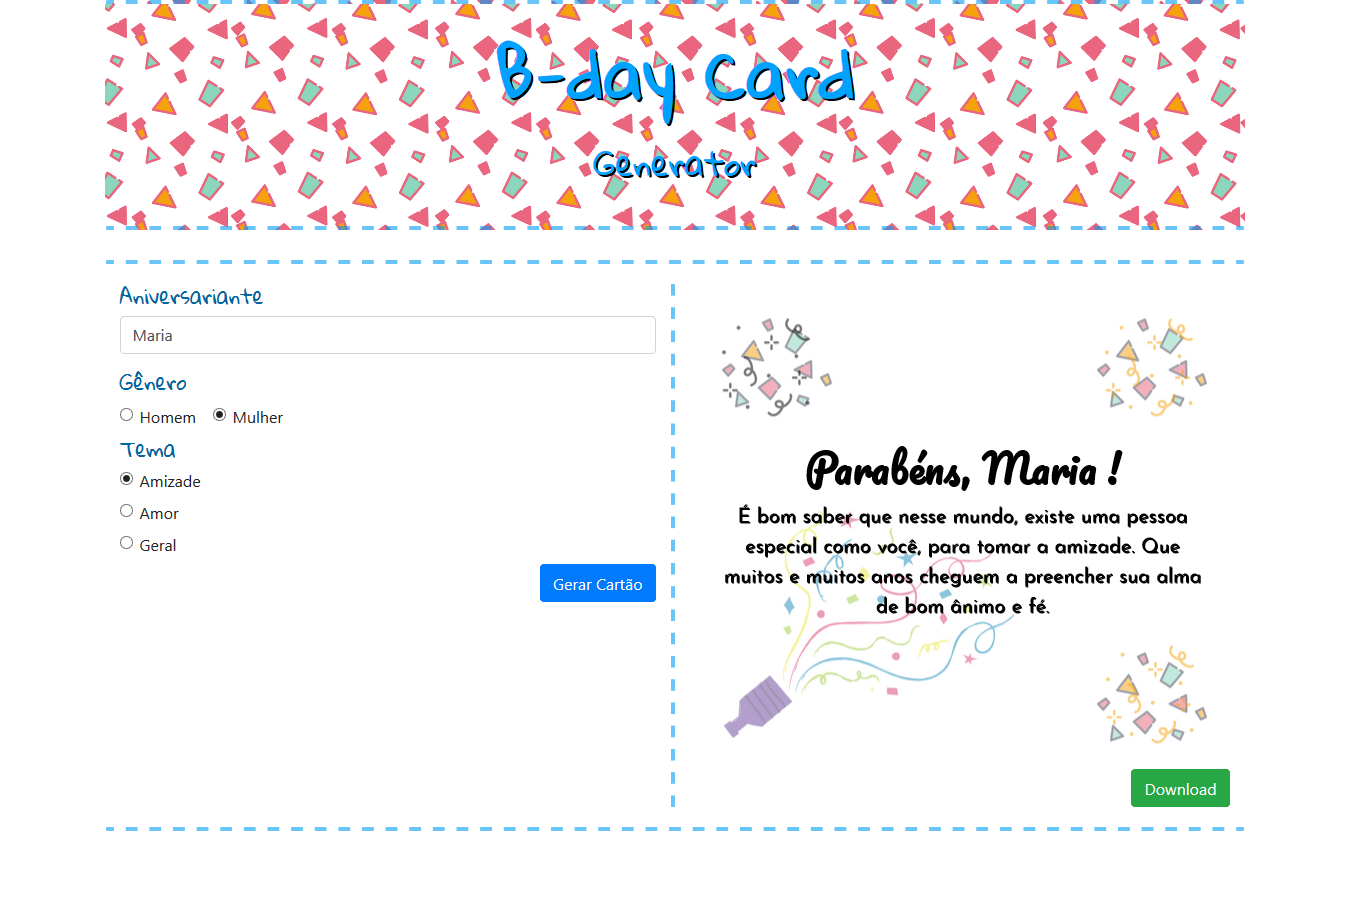 B-day Card
Generator
Aniversariante
Maria
Gênero
Homem Mulher
Tema
Amizade
Amor
Geral
Gerar Cartão
Parabéns, Maria !
É bom saber que nesse mundo, existe uma pessoa
especial como você, para tomar a amizade. Que
muitos e muitos anos cheguem a preencher sua alma
de bom ânimo e fé.
Download